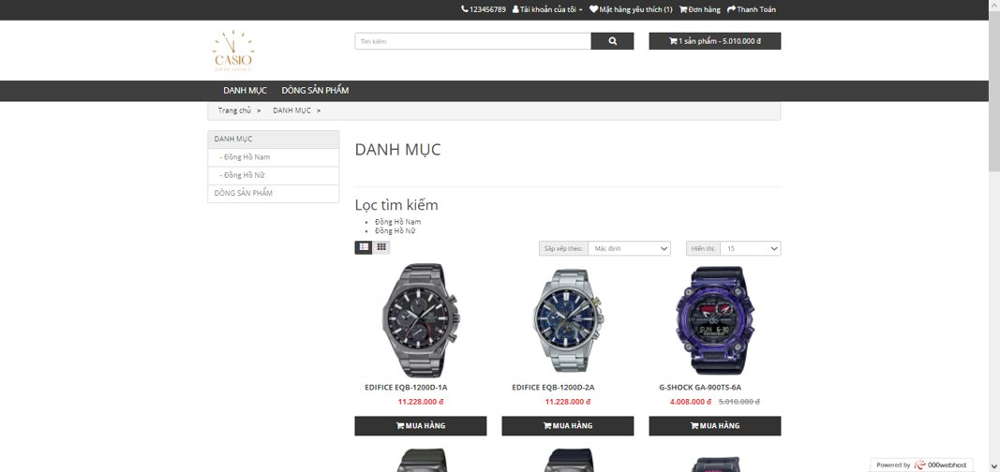 123456789 Tài khoản của tôi Mặt hàng yêu thích (1) Đơn hàng Thanh Toán
CASIO
Tìm kiếm
1 sản phẩm - 5.010.000 đ
DANH MỤC DÒNG SẢN PHẨM
Trang chủ > DANH MỤC >
DANH MỤC
- Đồng Hồ Nam
- Đồng Hồ Nữ
DÒNG SẢN PHẨM
DANH MỤC
Lọc tìm kiếm
Đồng Hồ Nam
Đồng Hồ Nữ
Sắp xếp theo: Mặc định Hiển thị: 15
EDIFICE EQB-1200D-1A EDIFICE EQB-1200D-2A G-SHOCK GA-900TS-6A
11.228.000 đ 11.228.000 đ 4.008.000 đ 5.010.000 đ
MUA HÀNG MUA HÀNG MUA HÀNG
Powered by 000webhost